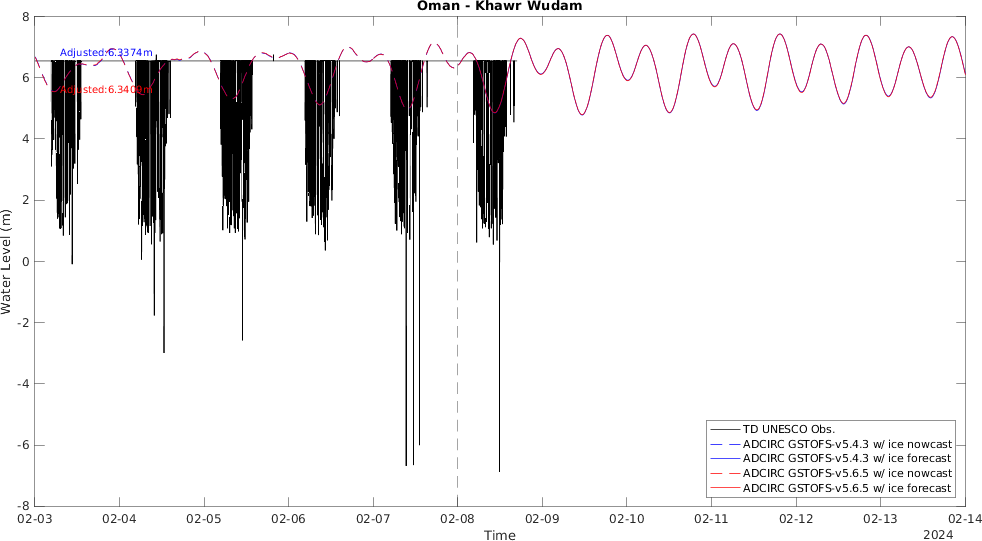 Oman - Khawr Wudam
8
6
4
2
0
-2
-4
-6
-8
Water Level (m)
Adjusted:6.3374m
Adjusted:6.3400m
TD UNESCO Obs.
ADCIRC GSTOFS-v5.4.3 w/ ice nowcast
ADCIRC GSTOFS-v5.4.3 w/ ice forecast
ADCIRC GSTOFS-v5.6.5 w/ ice nowcast
ADCIRC GSTOFS-v5.6.5 w/ ice forecast
02-03 02-04 02-05 02-06 02-07 02-08 02-09 02-10 02-11 02-12 02-13 02-14
Time
2024